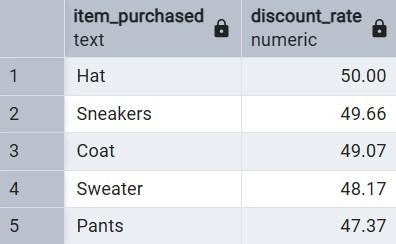 item_purchased discount_rate
text numeric
1 Hat 50.00
2 Sneakers 49.66
3 Coat 49.07
4 Sweater 48.17
5 Pants 47.37